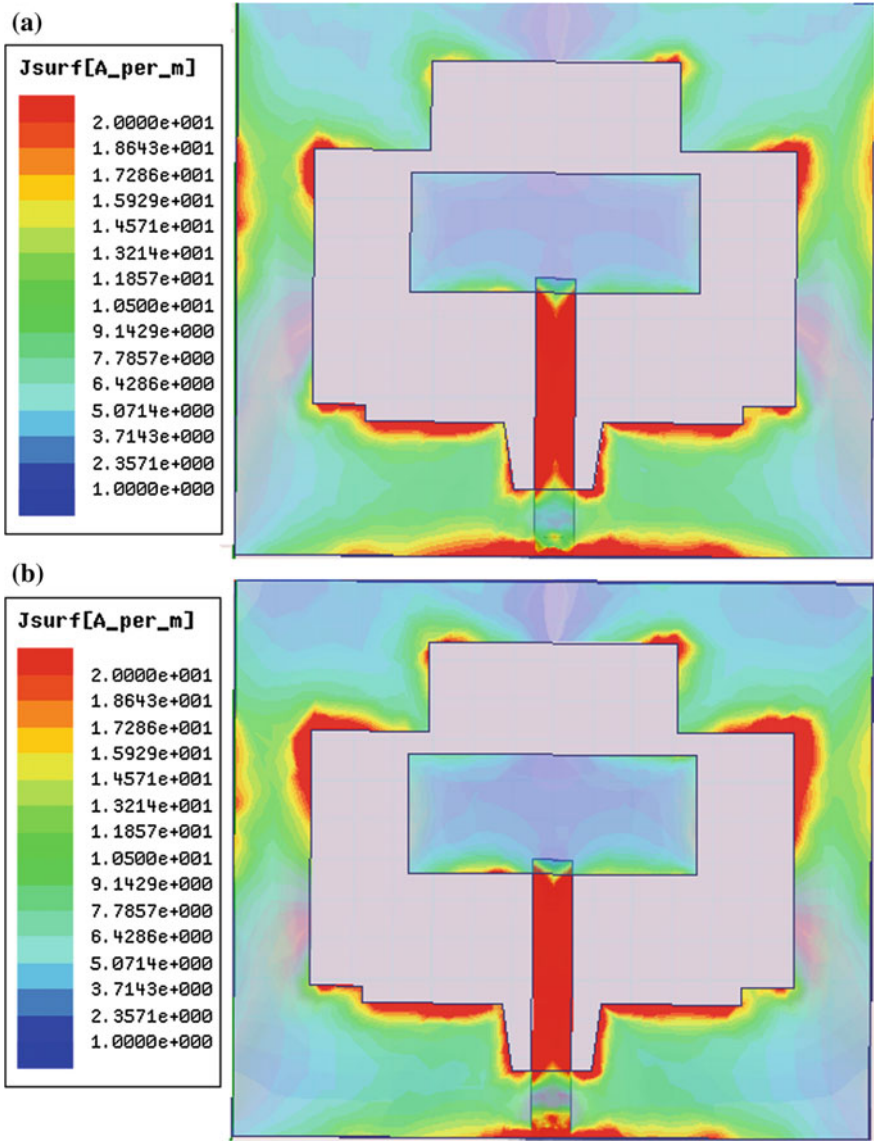 (a)
Jsurf[A_per_m]
2.0000e+001
1.8643e+001
1.7286e+001
1.5929e+001
1.4571e+001
1.3214e+001
1.1857e+001
1.0500e+001
9.1429e+000
7.7857e+000
6.4286e+000
5.0714e+000
3.7143e+000
2.3571e+000
1.0000e+000
(b)
Jsurf[A_per_m]
2.0000e+001
1.8643e+001
1.7286e+001
1.5929e+001
1.4571e+001
1.3214e+001
1.1857e+001
1.0500e+001
9.1429e+000
7.7857e+000
6.4286e+000
5.0714e+000
3.7143e+000
2.3571e+000
1.0000e+000